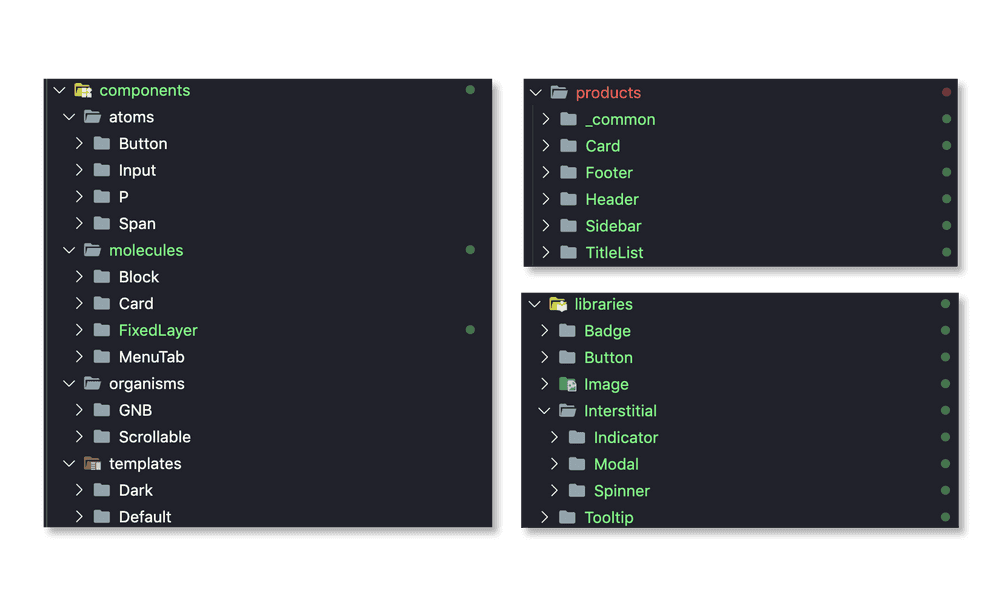 components
atoms
Button
Input
P
Span
molecules
Block
Card
FixedLayer
MenuTab
organisms
GNB
Scrollable
templates
Dark
Default
products
_common
Card
Footer
Header
Sidebar
TitleList
libraries
Badge
Button
Image
Interstitial
Indicator
Modal
Spinner
Tooltip